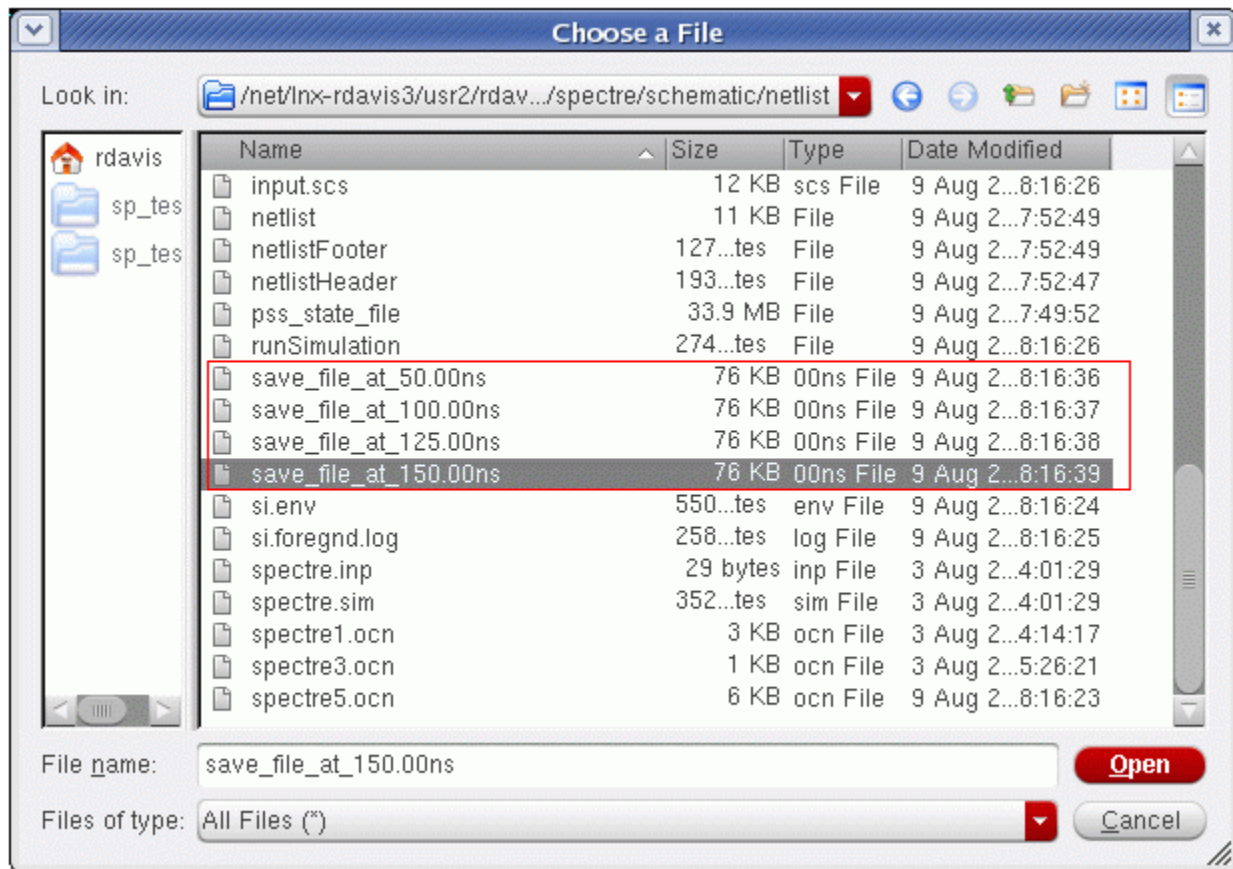 Choose a File
Look in: /net/lnx-rdavis3/usr2/rdav.../spectre/schematic/netlist
rdavis
sp_tes
sp_tes
Name Size Type Date Modified
input.scs 12 KB scs File 9 Aug 2...8:16:26
netlist 11 KB File 9 Aug 2...7:52:49
netlistFooter 127...tes File 9 Aug 2...7:52:49
netlistHeader 193...tes File 9 Aug 2...7:52:47
pss_state_file 33.9 MB File 9 Aug 2...7:49:52
runSimulation 274...tes File 9 Aug 2...8:16:26
save_file_at_50.00ns 76 KB 00ns File 9 Aug 2...8:16:36
save_file_at_100.00ns 76 KB 00ns File 9 Aug 2...8:16:37
save_file_at_125.00ns 76 KB 00ns File 9 Aug 2...8:16:38
save_file_at_150.00ns 76 KB 00ns File 9 Aug 2...8:16:39
si.env 550...tes env File 9 Aug 2...8:16:24
si.foregnd.log 258...tes log File 9 Aug 2...8:16:25
spectre.inp 29 bytes inp File 3 Aug 2...4:01:29
spectre.sim 352...tes sim File 3 Aug 2...4:01:29
spectre1.ocn 3 KB ocn File 3 Aug 2...4:14:17
spectre3.ocn 1 KB ocn File 3 Aug 2...5:26:21
spectre5.ocn 6 KB ocn File 9 Aug 2...8:16:23
File name: save_file_at_150.00ns Open
Files of type: All Files (*) Cancel